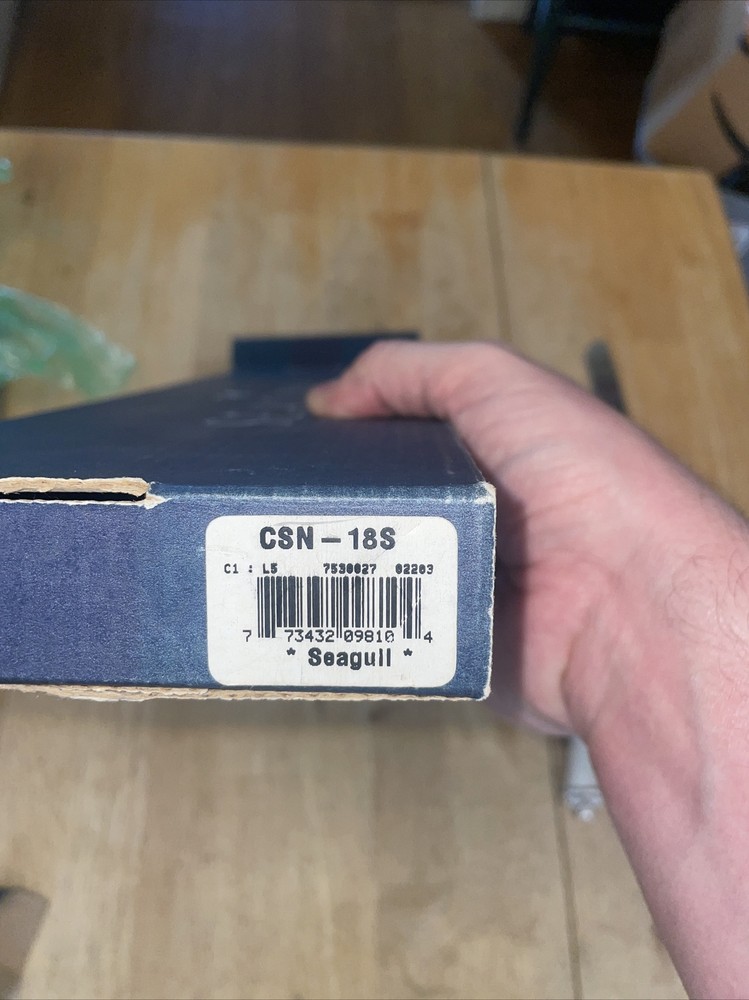 CSN - 18S
C1 : L5 7530027 02203
7 73432 09810 4
* Seagull *